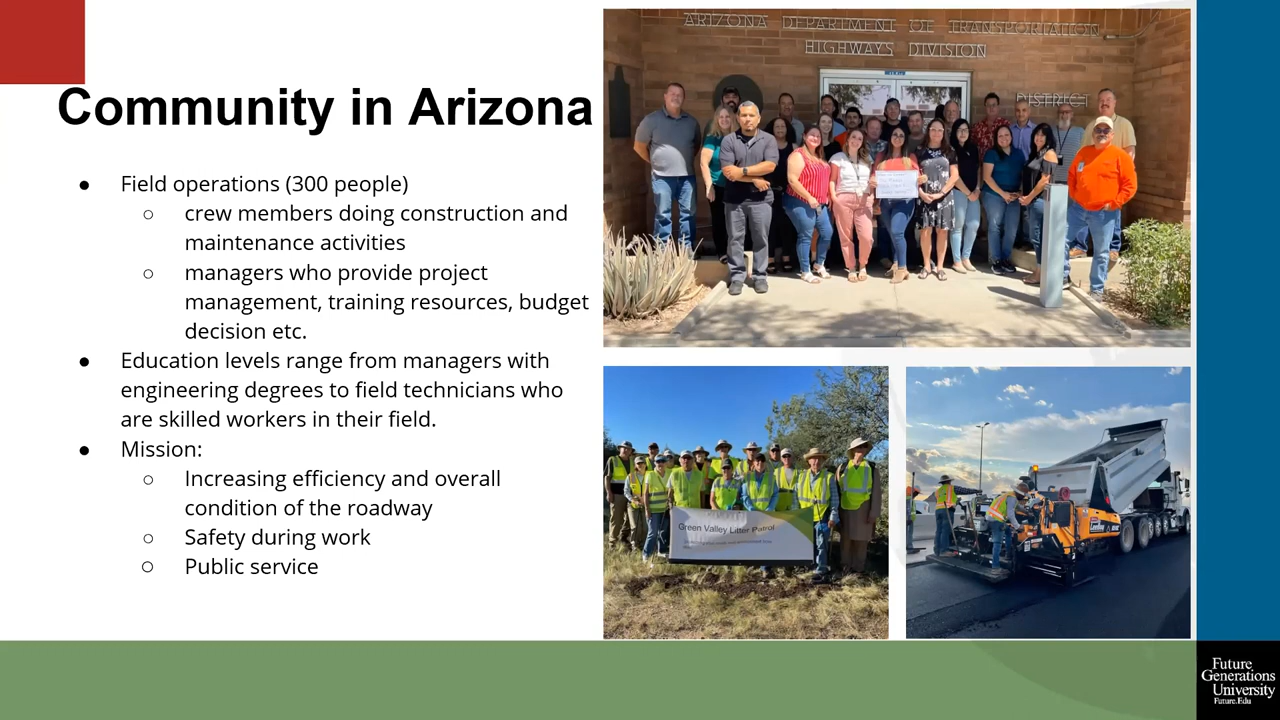 Community in Arizona
● Field operations (300 people)
○ crew members doing construction and
maintenance activities
○ managers who provide project
management, training resources, budget
decision etc.
● Education levels range from managers with
engineering degrees to field technicians who
are skilled workers in their field.
● Mission:
○ Increasing efficiency and overall
condition of the roadway
○ Safety during work
○ Public service
ARIZONA DEPARTMENT OF TRANSPORTATION
HIGHWAYS DIVISION
DISTRICT
Green Valley Litter Patrol
LeeBoy
Future
Generations
University
Future.Edu